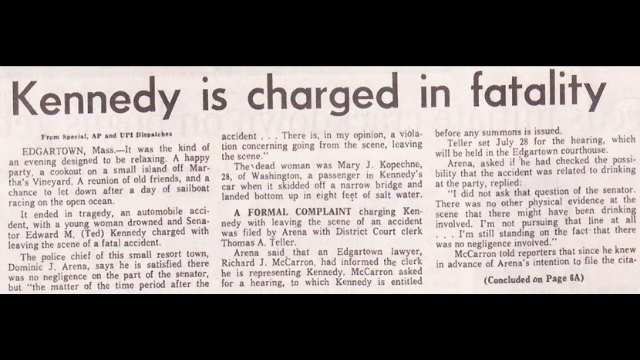 Kennedy is charged in fatality
From Special, AP and UPI Dispatches
EDGARTOWN, Mass.—It was the kind of
an evening designed to be relaxing. A happy
party, a cookout on a small island off Mar-
tha's Vineyard. A reunion of old friends, and a
chance to let down after a day of sailboat
racing on the open ocean.
It ended in tragedy, an automobile acci-
dent, with a young woman drowned and Sena-
tor Edward M. (Ted) Kennedy charged with
leaving the scene of a fatal accident.
The police chief of this small resort town,
Dominic J. Arena, says he is satisfied there
was no negligence on the part of the senator,
but "the matter of the time period after the
accident . . . There is, in my opinion, a viola-
tion concerning going from the scene, leaving
the scene."
The dead woman was Mary J. Kopechne,
28, of Washington, a passenger in Kennedy's
car when it skidded off a narrow bridge and
landed bottom up in eight feet of salt water.
A FORMAL COMPLAINT charging Ken-
nedy with leaving the scene of an accident
was filed by Arena with District Court clerk
Thomas A. Teller.
Arena said that an Edgartown lawyer,
Richard J. McCarron, had informed the clerk
he is representing Kennedy. McCarron asked
for a hearing, to which Kennedy is entitled
before any summons is issued.
Teller set July 28 for the hearing, which
will be held in the Edgartown courthouse.
Arena, asked if he had checked the possi-
bility that the accident was related to drinking
at the party, replied:
"I did not ask that question of the senator.
There was no other physical evidence at the
scene that there might have been drinking
involved. I'm not pursuing that line at all
. . . I'm still standing on the fact that there
was no negligence involved."
McCarron told reporters that since he knew
in advance of Arena's intention to file the cita-
(Concluded on Page 6A)